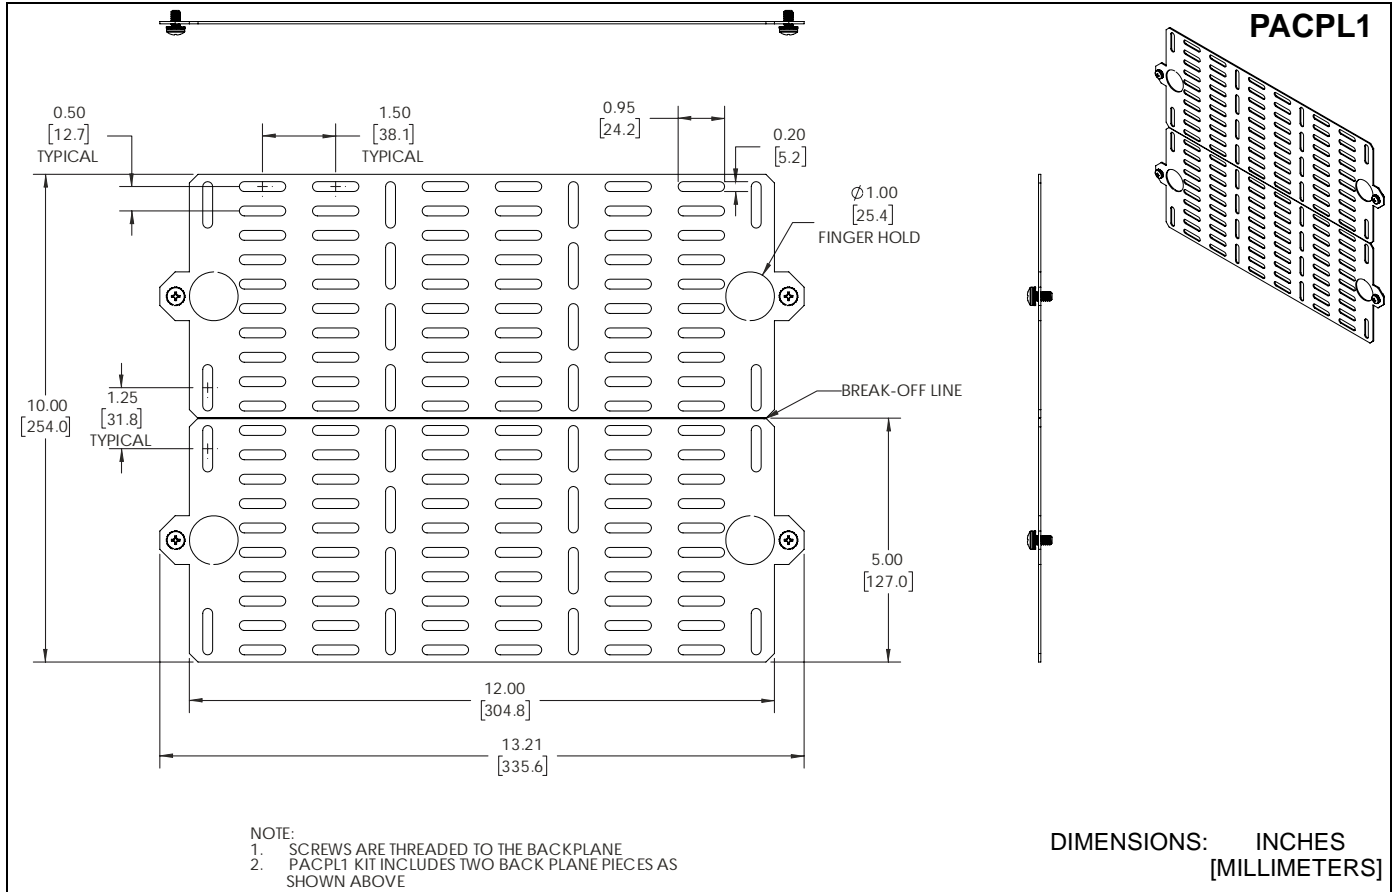 PACPL1
0.50
[12.7]
TYPICAL
1.50
[38.1]
TYPICAL
0.95
[24.2]
0.20
[5.2]
Ø1.00
[25.4]
FINGER HOLD
10.00
[254.0]
1.25
[31.8]
TYPICAL
BREAK-OFF LINE
5.00
[127.0]
12.00
[304.8]
13.21
[335.6]
NOTE:
1. SCREWS ARE THREADED TO THE BACKPLANE
2. PACPL1 KIT INCLUDES TWO BACK PLANE PIECES AS
SHOWN ABOVE
DIMENSIONS: INCHES
[MILLIMETERS]